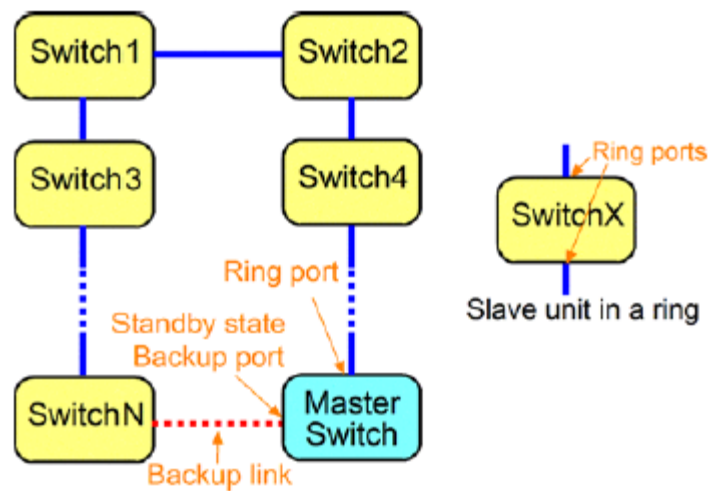 Switch1
Switch2
Switch3
Switch4
Ring ports
SwitchX
Slave unit in a ring
Ring port
Standby state
Backup port
SwitchN
Master
Switch
Backup link